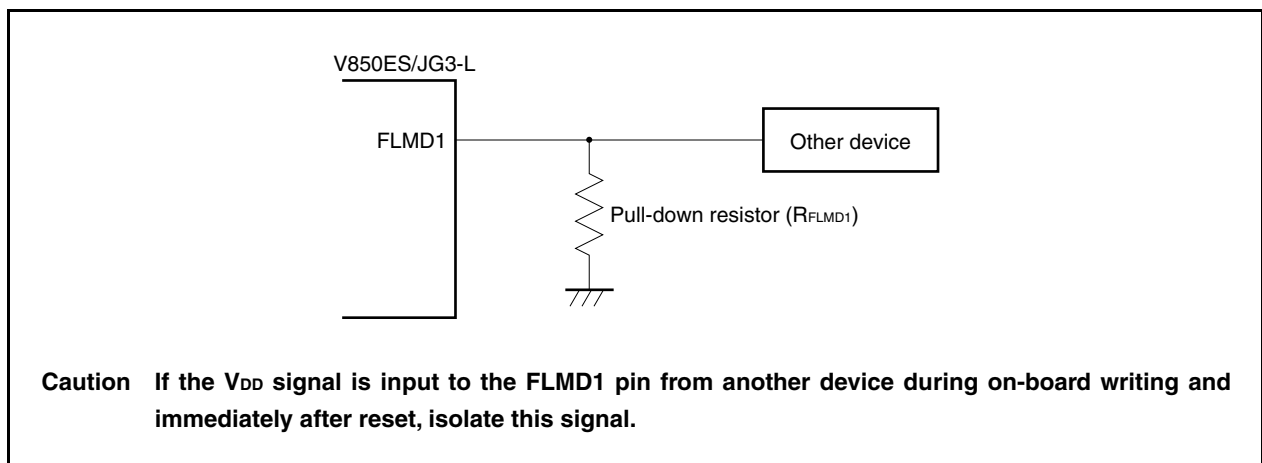 V850ES/JG3-L
FLMD1
Other device
Pull-down resistor (RFLMD1)
Caution If the VDD signal is input to the FLMD1 pin from another device during on-board writing and
immediately after reset, isolate this signal.